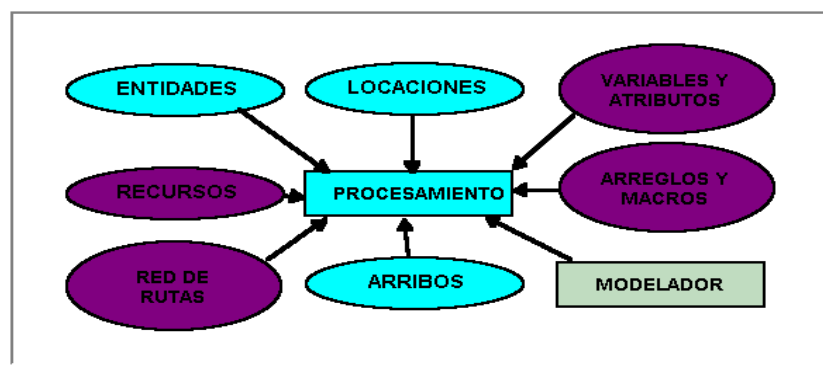 ENTIDADES
LOCACIONES
VARIABLES Y
ATRIBUTOS
RECURSOS
PROCESAMIENTO
ARREGLOS Y
MACROS
RED DE
RUTAS
ARRIBOS
MODELADOR